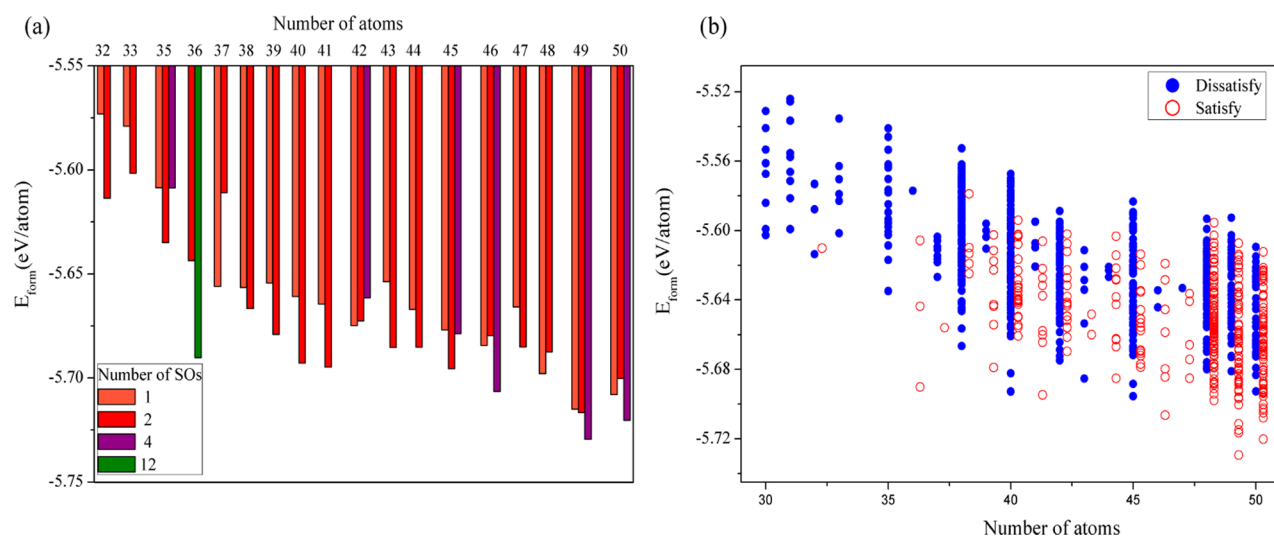 (a)
Number of atoms
32 33 35 36 37 38 39 40 41 42 43 44 45 46 47 48 49 50
-5.55
-5.60
-5.65
-5.70
-5.75
E_form(eV/atom)
Number of SOs
1
2
4
12
(b)
Dissatisfy
Satisfy
-5.52
-5.56
-5.60
-5.64
-5.68
-5.72
E_form(eV/atom)
30 35 40 45 50
Number of atoms